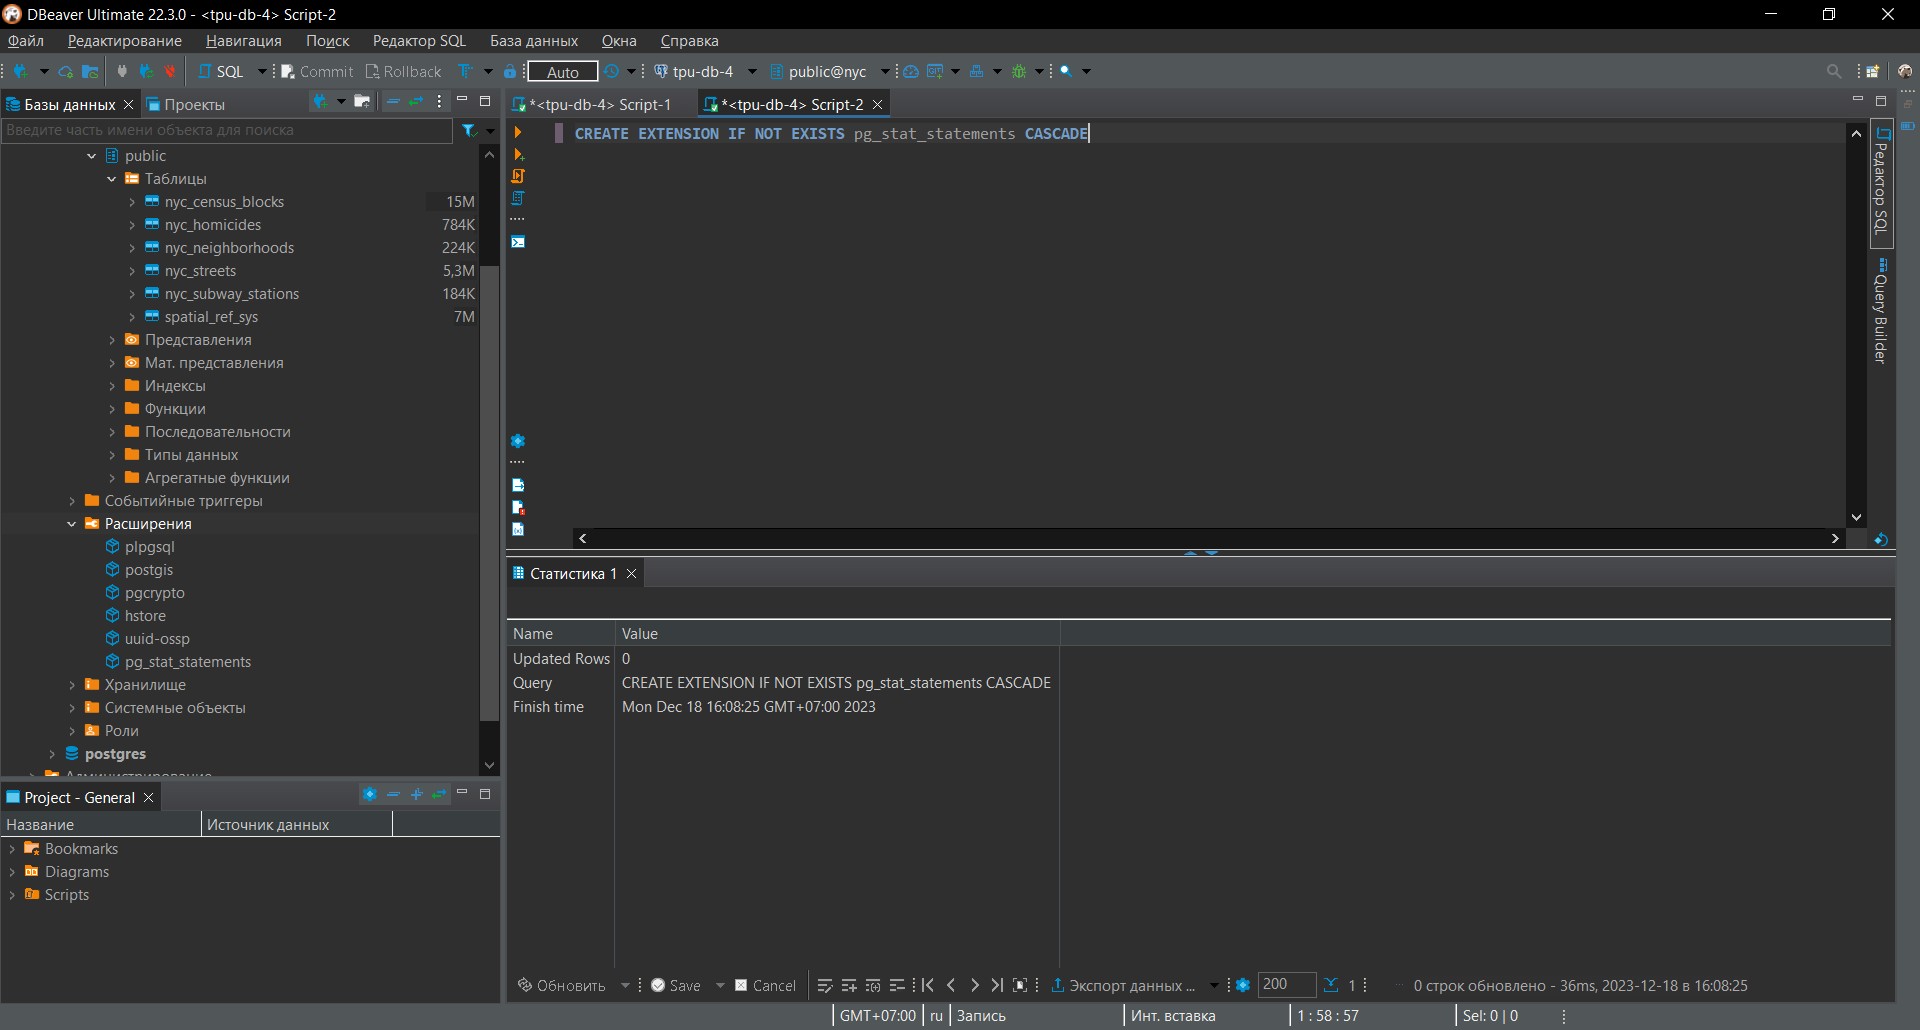 DBeaver Ultimate 22.3.0 - <tpu-db-4> Script-2
Файл Редактирование Навигация Поиск Редактор SQL База данных Окна Справка
SQL Commit Rollback Auto tpu-db-4 public@nyc
Базы данных Проекты
Введите часть имени объекта для поиска
public
Таблицы
nyc_census_blocks 15M
nyc_homicides 784K
nyc_neighborhoods 224K
nyc_streets 5,3M
nyc_subway_stations 184K
spatial_ref_sys 7M
Представления
Мат. представления
Индексы
Функции
Последовательности
Типы данных
Агрегатные функции
Событийные триггеры
Расширения
plpgsql
postgis
pgcrypto
hstore
uuid-ossp
pg_stat_statements
Хранилище
Системные объекты
Роли
postgres
Администрирование
Project - General
Название Источник данных
Bookmarks
Diagrams
Scripts
*<tpu-db-4> Script-1 *<tpu-db-4> Script-2
CREATE EXTENSION IF NOT EXISTS pg_stat_statements CASCADE
Редактор SQL
Query Builder
Статистика 1
Name Value
Updated Rows 0
Query CREATE EXTENSION IF NOT EXISTS pg_stat_statements CASCADE
Finish time Mon Dec 18 16:08:25 GMT+07:00 2023
Обновить Save Cancel Экспорт данных ... 200 1 0 строк обновлено - 36ms, 2023-12-18 в 16:08:25
GMT+07:00 ru Запись Инт. вставка 1 : 58 : 57 Sel: 0 | 0